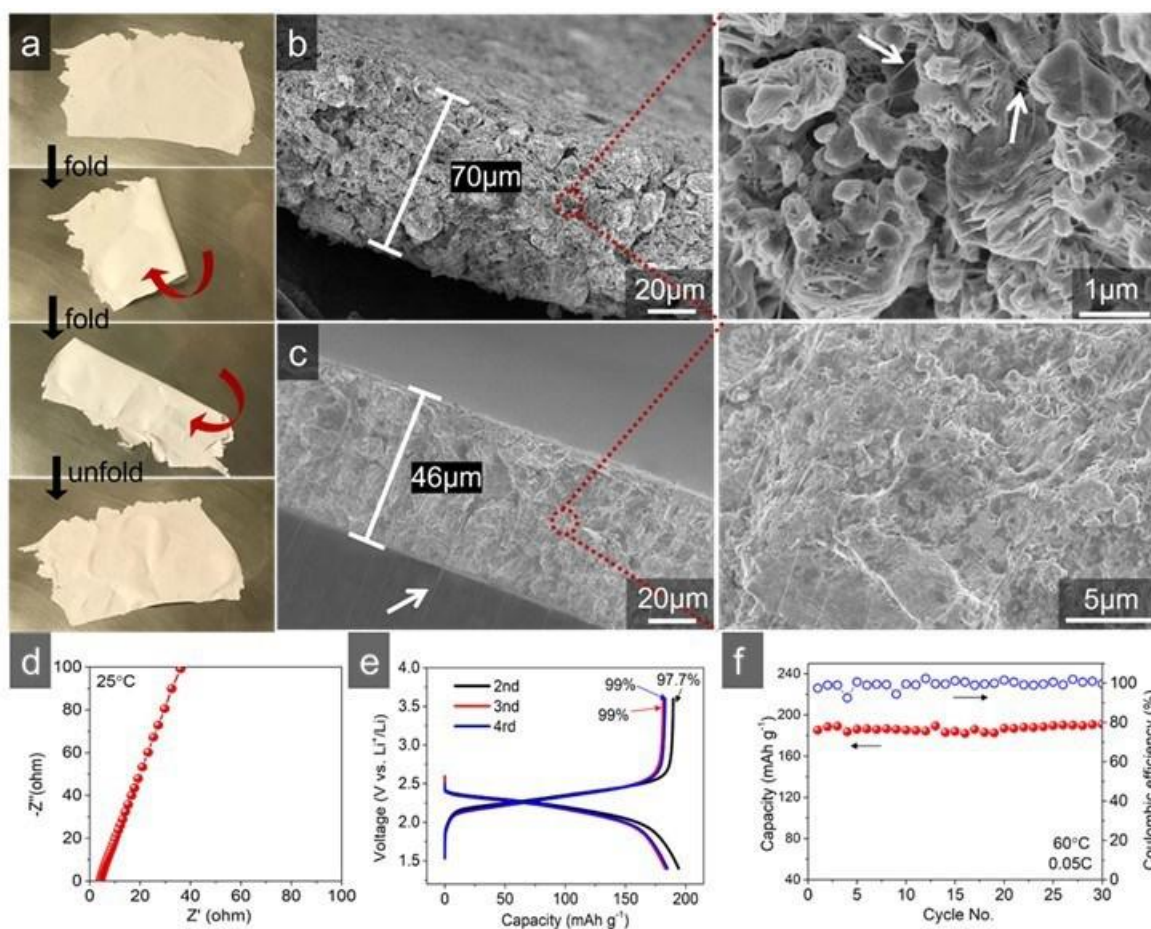 a
fold
fold
unfold
b
70μm
20μm
1μm
c
46μm
20μm
5μm
d
25°C
-Z"(ohm)
100
80
60
40
20
0
0 20 40 60 80 100
Z' (ohm)
e
Voltage (V vs. Li⁺/Li)
4.0
3.5
3.0
2.5
2.0
1.5
2nd
3nd
4rd
99%
97.7%
99%
0 50 100 150 200
Capacity (mAh g⁻¹)
f
Capacity (mAh g⁻¹)
240
200
160
120
80
40
60°C
0.05C
100
80
60
40
20
0
Coulombic efficiency (%)
0 5 10 15 20 25 30
Cycle No.